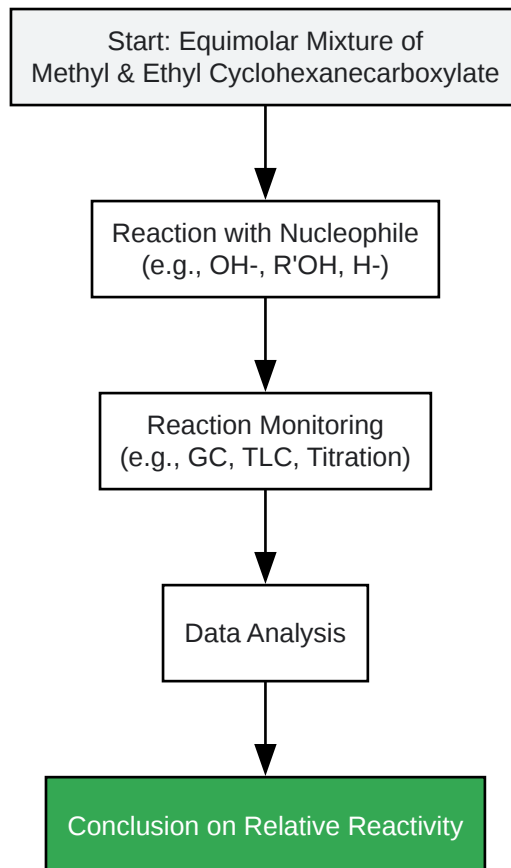 Start: Equimolar Mixture of
Methyl & Ethyl Cyclohexanecarboxylate
Reaction with Nucleophile
(e.g., OH-, R'OH, H-)
Reaction Monitoring
(e.g., GC, TLC, Titration)
Data Analysis
Conclusion on Relative Reactivity